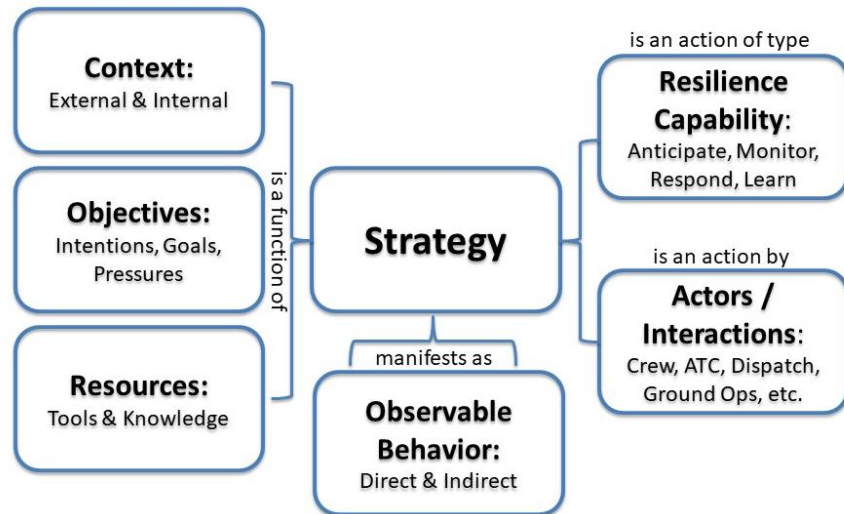 Context:
External & Internal
Objectives:
Intentions, Goals,
Pressures
Resources:
Tools & Knowledge
is a function of
Strategy
manifests as
Observable
Behavior:
Direct & Indirect
is an action of type
Resilience
Capability:
Anticipate, Monitor,
Respond, Learn
is an action by
Actors /
Interactions:
Crew, ATC, Dispatch,
Ground Ops, etc.